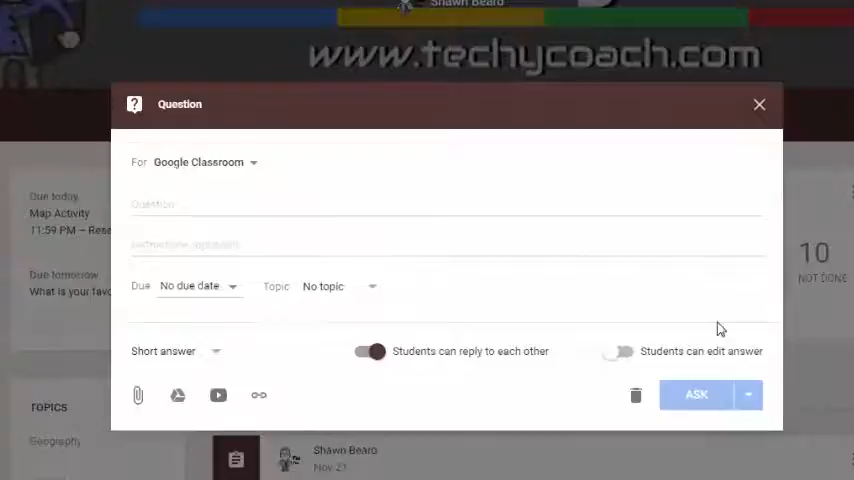 Shawn Beard
www.techycoach.com
Question
For Google Classroom
Question
Instructions (optional)
Due today
Map Activity
11:59 PM – Rese
10
NOT DONE
Due tomorrow
What is your favo
Due No due date Topic No topic
Short answer Students can reply to each other Students can edit answer
ASK
TOPICS
Geography
Shawn Beard
Nov 21